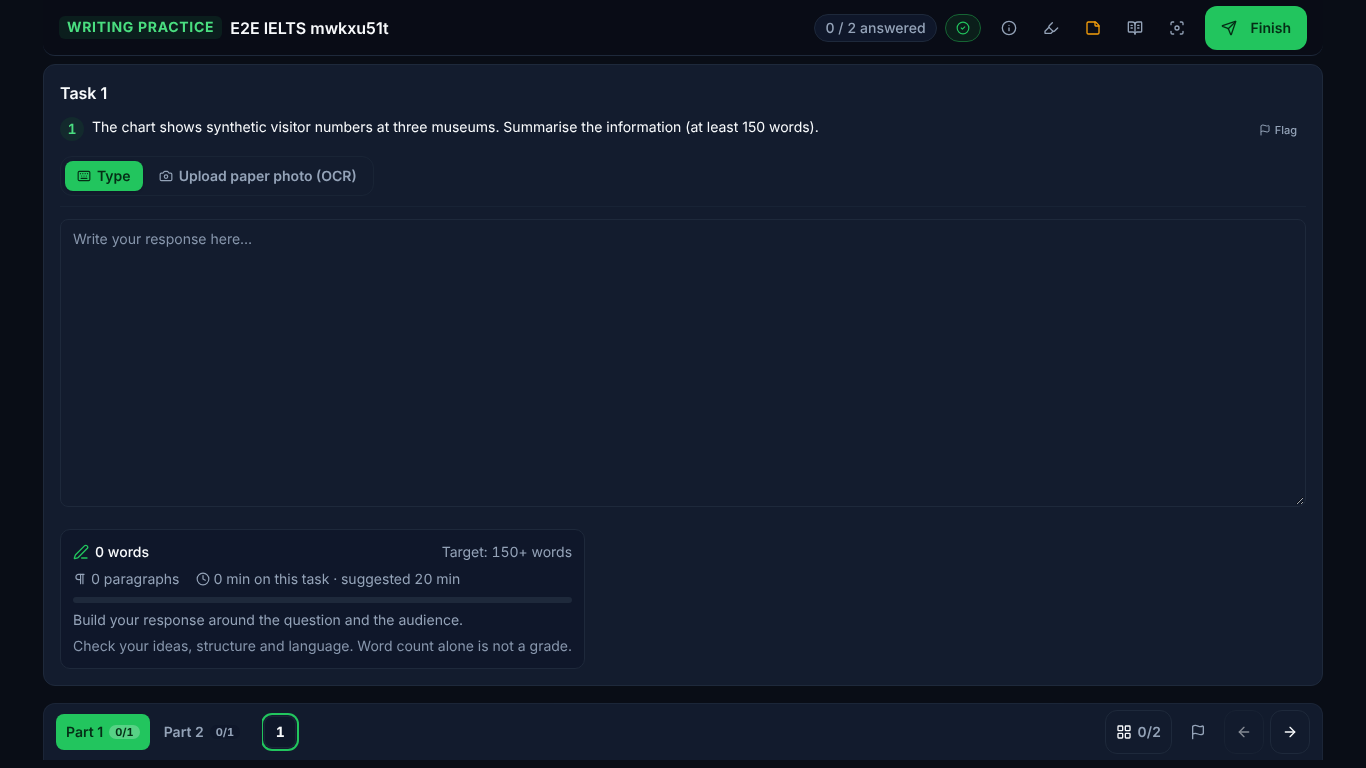 WRITING PRACTICE E2E IELTS mwkxu51t 0 / 2 answered Finish
Task 1
1 The chart shows synthetic visitor numbers at three museums. Summarise the information (at least 150 words). Flag
Type Upload paper photo (OCR)
Write your response here...
0 words Target: 150+ words
0 paragraphs 0 min on this task · suggested 20 min
Build your response around the question and the audience.
Check your ideas, structure and language. Word count alone is not a grade.
Part 1 0/1 Part 2 0/1 1 0/2